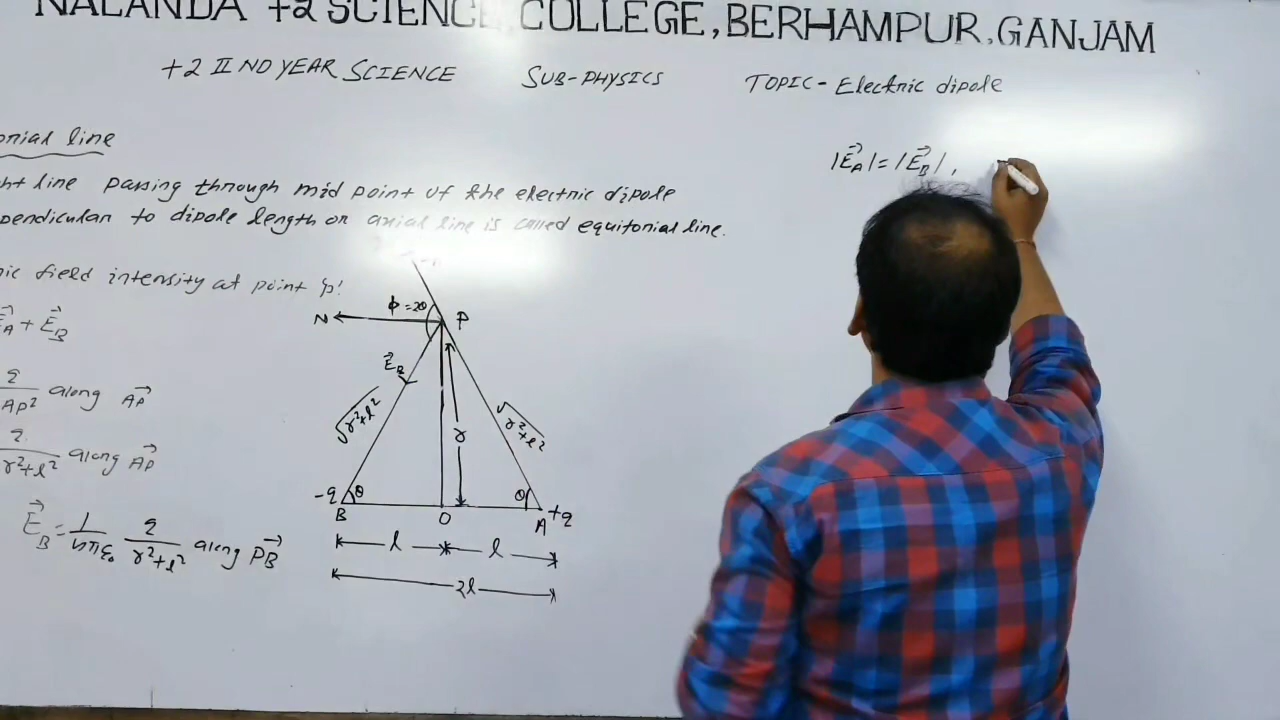 NALANDA +2 SCIENCE COLLEGE, BERHAMPUR, GANJAM
+2 II ND YEAR SCIENCE SUB-PHYSICS TOPIC - Electric dipole
onial line
ht line passing through mid point of the electric dipole
pendicular to dipole length or axial line is called equitorial line.
ic field intensity at point 'p'
E⃗A + E⃗B
q/AP² along AP⃗
q/r²+l² along AP⃗
E⃗B = 1/4πε₀ q/r²+l² along PB⃗
|E⃗A| = |E⃗B| ,
N
ϕ = 2θ
P
E⃗B
√r²+l²
r
√r²+l²
-q θ
θ +q
B O A
l l
2l